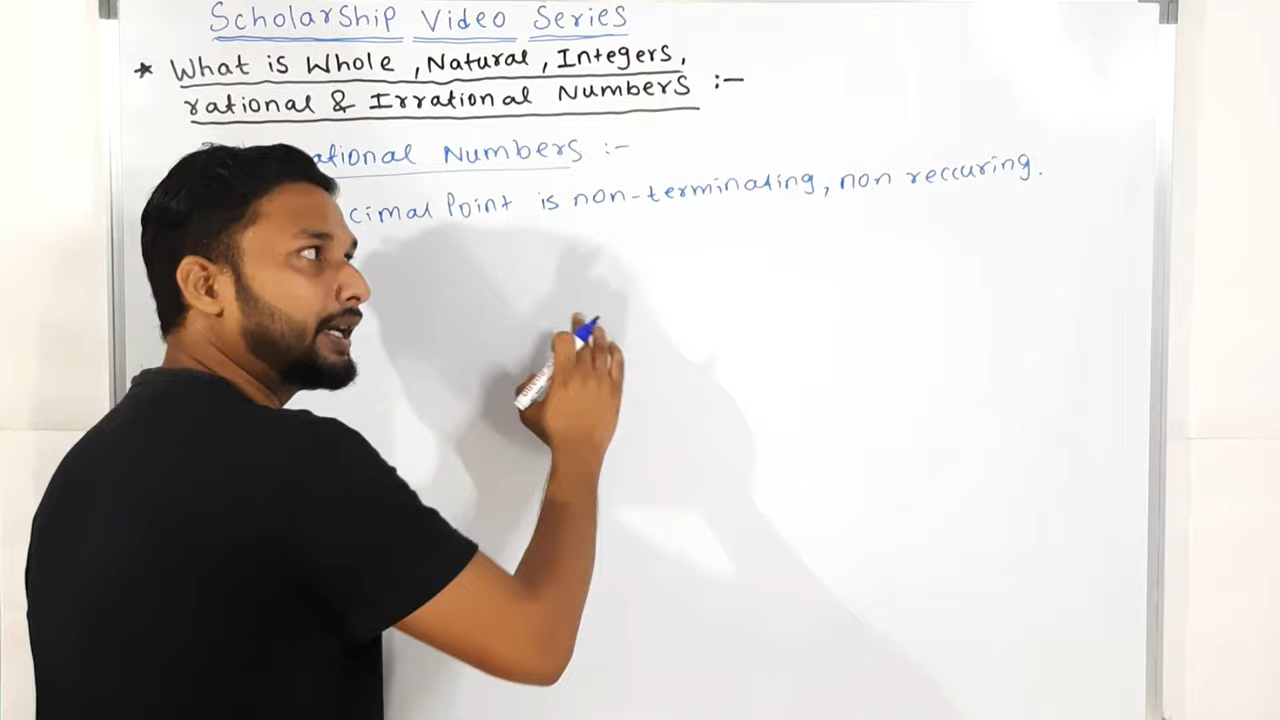 Scholarship Video Series
* What is Whole , Natural , Integers ,
rational & Irrational Numbers :-
ational Numbers :-
cimal Point is non-terminating, non reccuring.